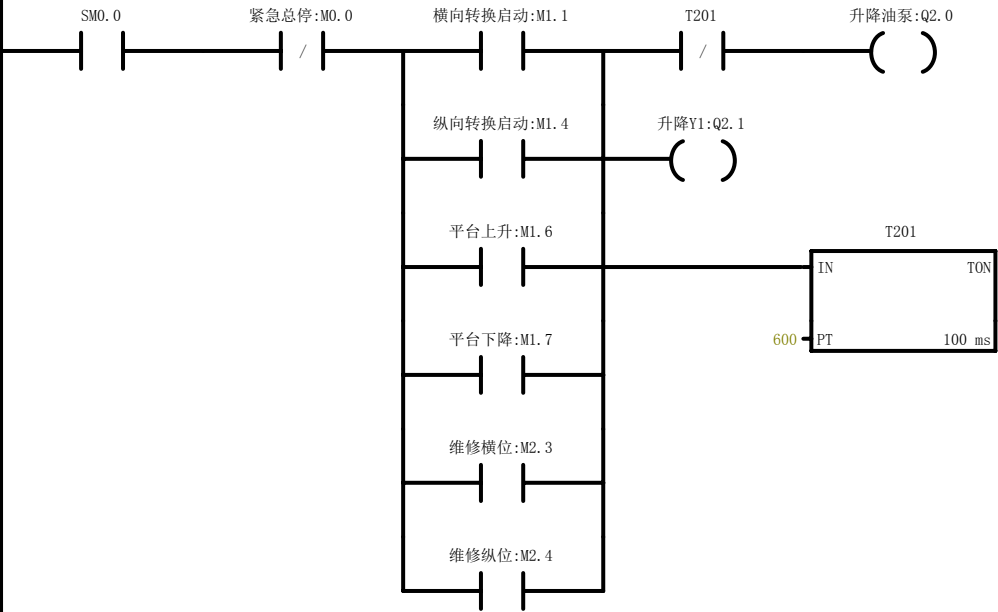 SM0.0
紧急总停:M0.0
横向转换启动:M1.1
T201
升降油泵:Q2.0
/
/
纵向转换启动:M1.4
升降Y1:Q2.1
平台上升:M1.6
T201
IN
TON
平台下降:M1.7
600
PT
100 ms
维修横位:M2.3
维修纵位:M2.4